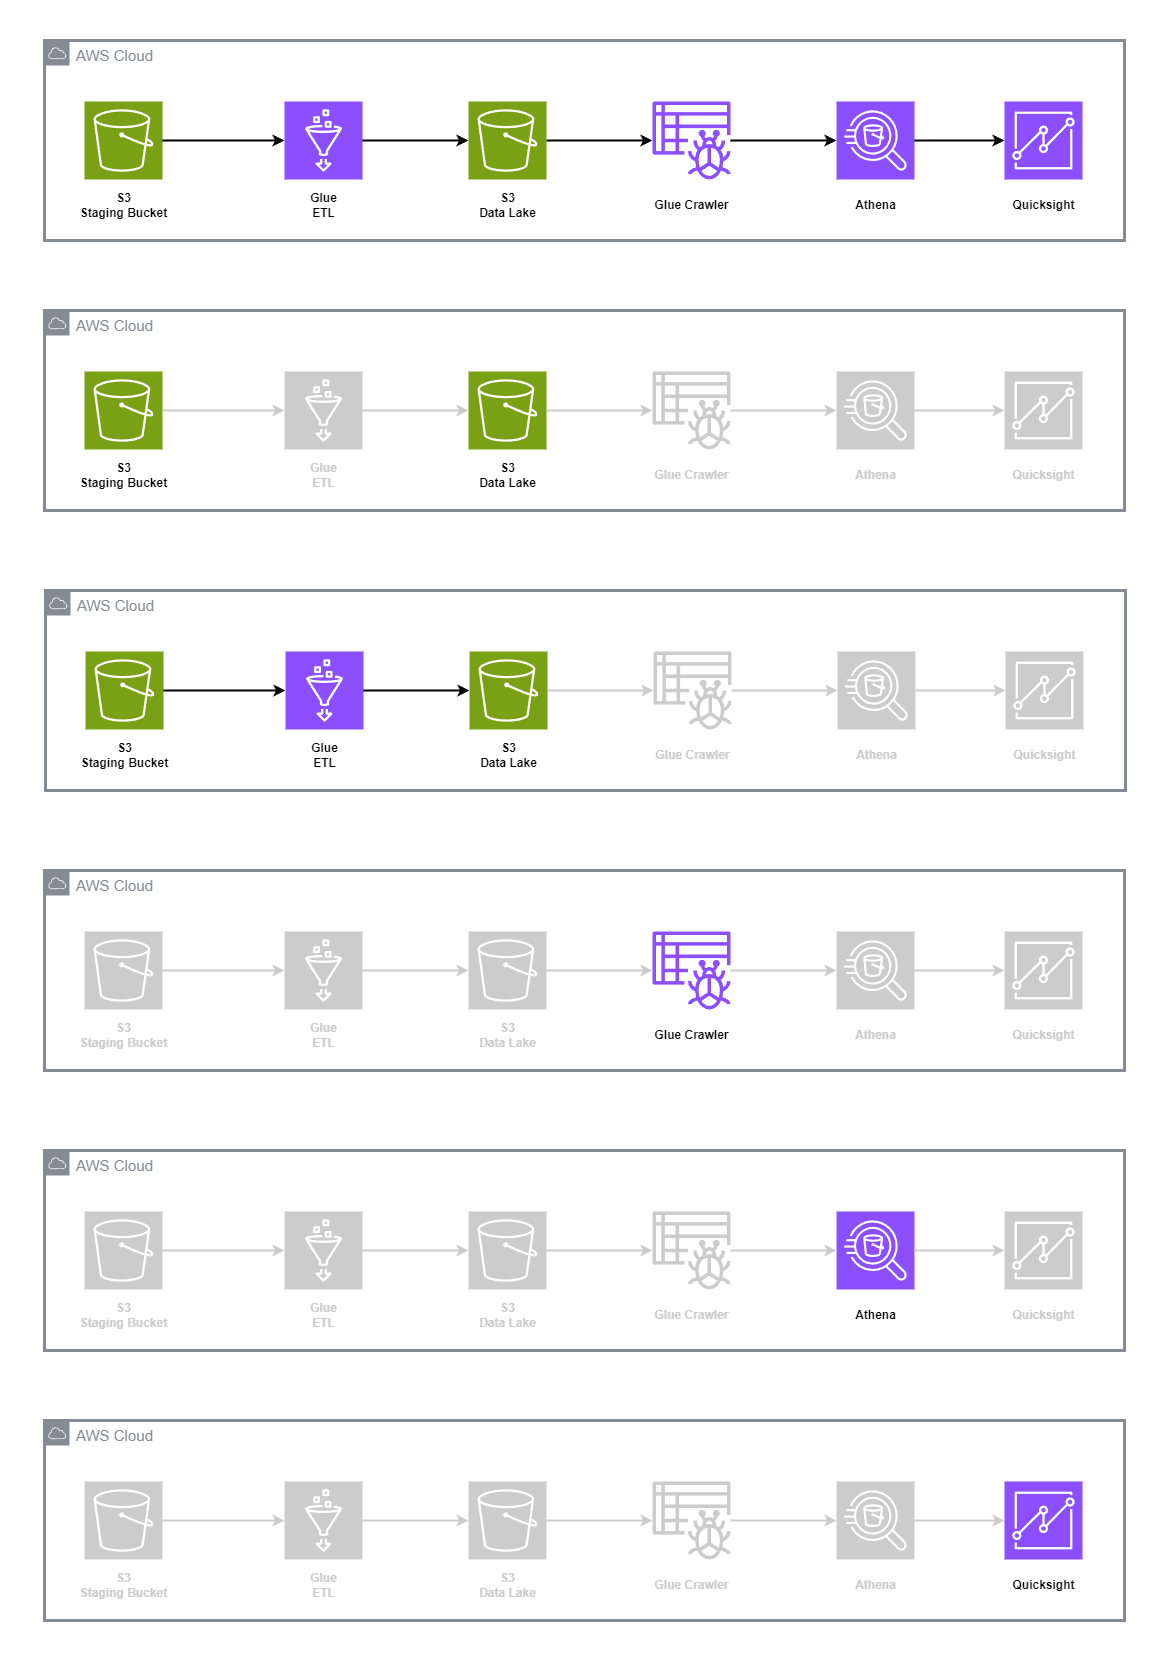 AWS Cloud
S3
Staging Bucket
Glue
ETL
S3
Data Lake
Glue Crawler
Athena
Quicksight
AWS Cloud
S3
Staging Bucket
Glue
ETL
S3
Data Lake
Glue Crawler
Athena
Quicksight
AWS Cloud
S3
Staging Bucket
Glue
ETL
S3
Data Lake
Glue Crawler
Athena
Quicksight
AWS Cloud
S3
Staging Bucket
Glue
ETL
S3
Data Lake
Glue Crawler
Athena
Quicksight
AWS Cloud
S3
Staging Bucket
Glue
ETL
S3
Data Lake
Glue Crawler
Athena
Quicksight
AWS Cloud
S3
Staging Bucket
Glue
ETL
S3
Data Lake
Glue Crawler
Athena
Quicksight